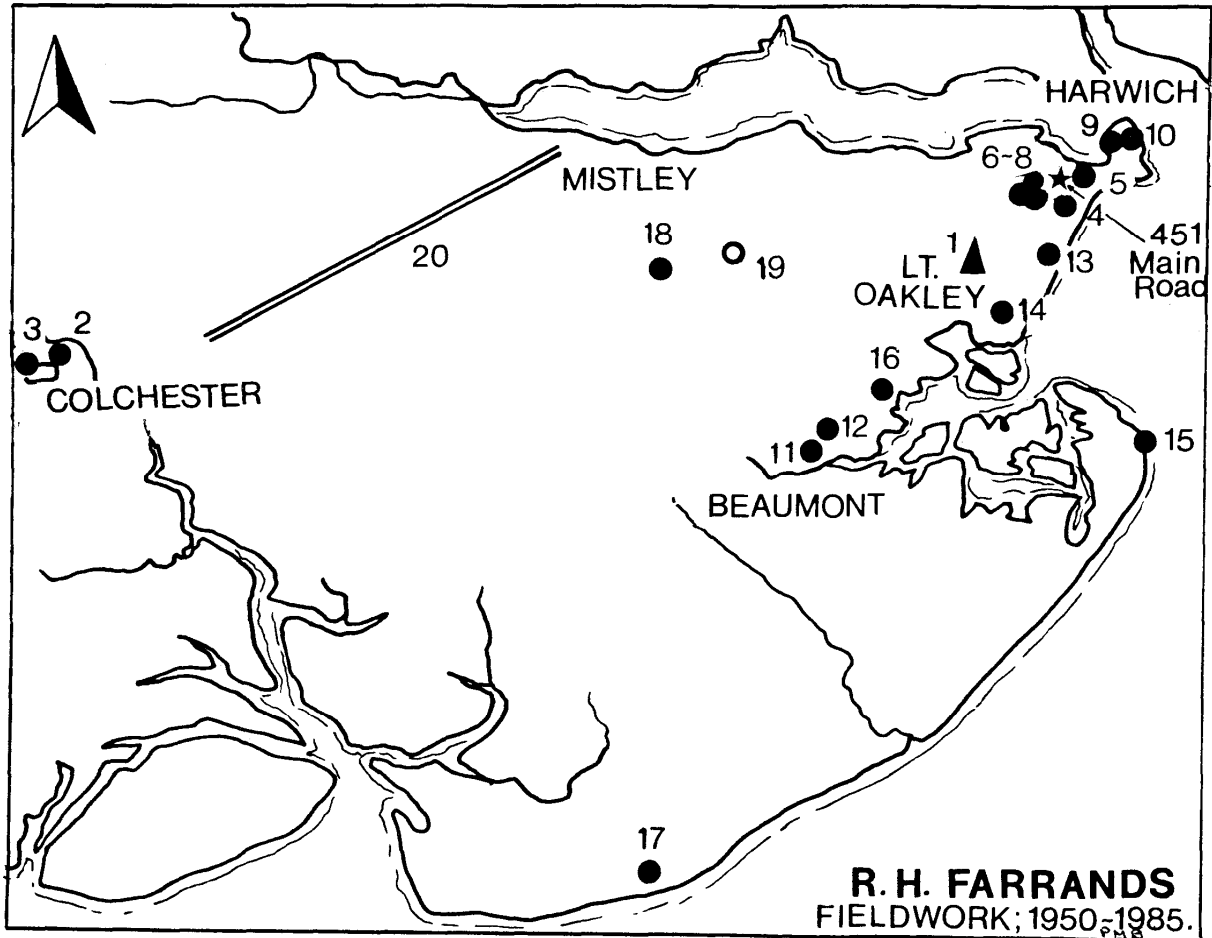 HARWICH
9
10
6~8
5
4
MISTLEY
451
Main
Road
18
1
13
20
19
LT.
OAKLEY
14
3
2
16
COLCHESTER
12
15
11
BEAUMONT
17
R. H. FARRANDS
FIELDWORK; 1950~1985.
PMB